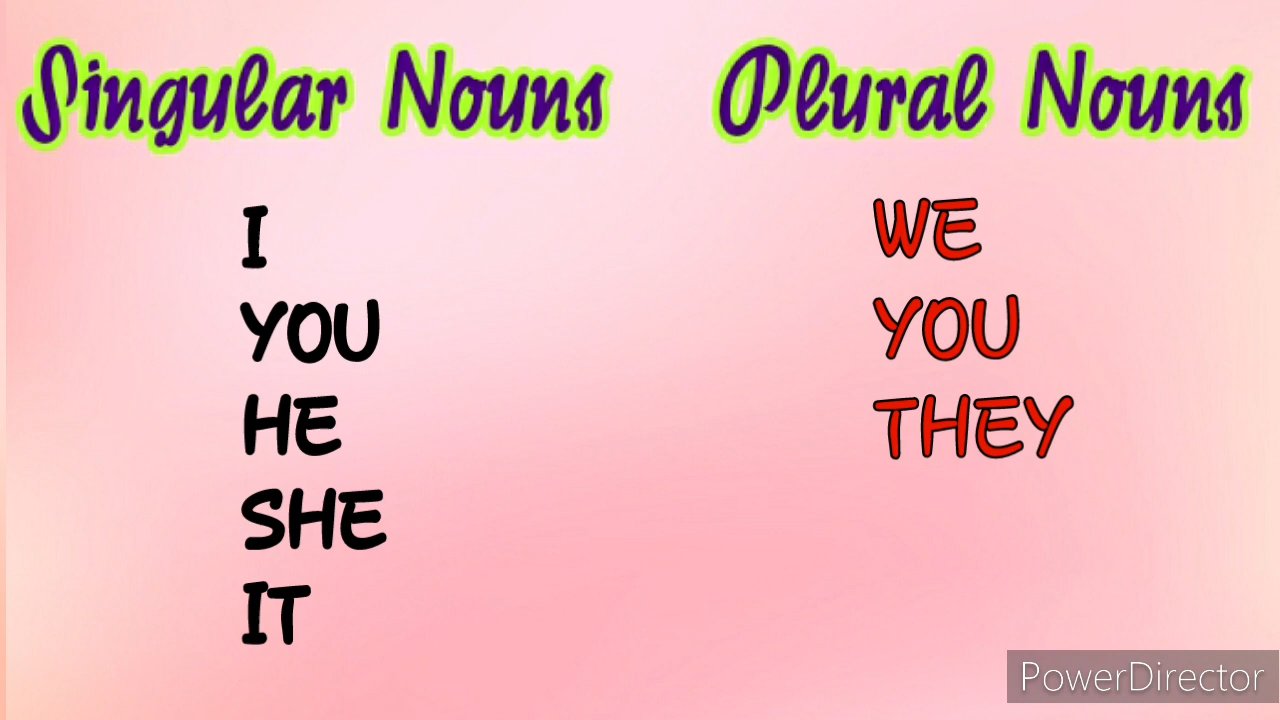 Singular Nouns
Plural Nouns
I
YOU
HE
SHE
IT
WE
YOU
THEY
PowerDirector